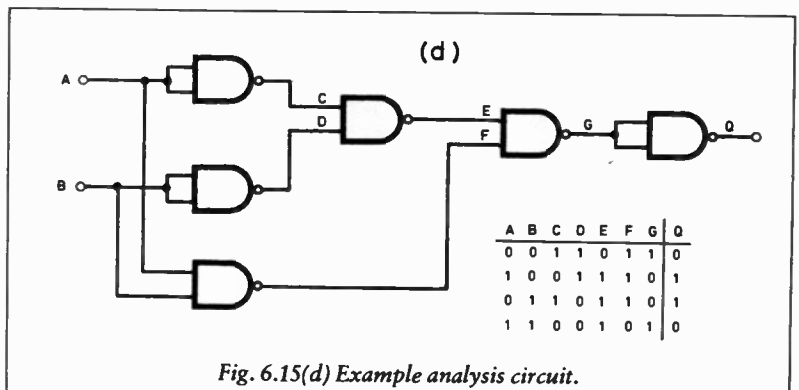 (d)
A
C
D
E
F
G
Q
B
A B C D E F G Q
0 0 1 1 0 1 1 0
1 0 0 1 1 1 0 1
0 1 1 0 1 1 0 1
1 1 0 0 1 0 1 0
Fig. 6.15(d) Example analysis circuit.